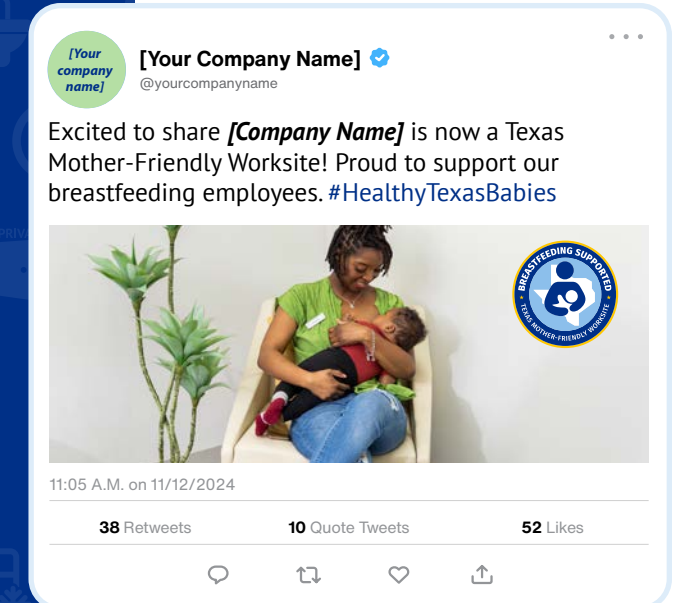 [Your
company
name]
[Your Company Name]
@yourcompanyname
Excited to share [Company Name] is now a Texas
Mother-Friendly Worksite! Proud to support our
breastfeeding employees. #HealthyTexasBabies
BREASTFEEDING SUPPORTED
TEXAS MOTHER-FRIENDLY WORKSITE
11:05 A.M. on 11/12/2024
38 Retweets 10 Quote Tweets 52 Likes